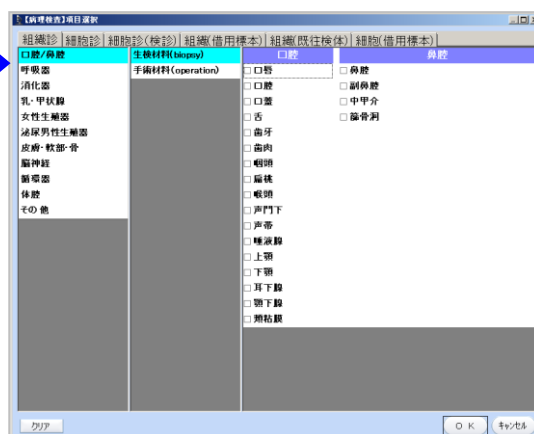 【病理検査】項目選択
組織診 細胞診 細胞診(検診) 組織(借用標本) 組織(既往検体) 細胞(借用標本)
口腔/鼻腔 生検材料(biopsy) 口腔 鼻腔
呼吸器 手術材料(operation) 口唇 鼻腔
消化器 口腔 副鼻腔
乳・甲状腺 口蓋 中甲介
女性生殖器 舌 篩骨洞
泌尿男性生殖器 歯牙
皮膚・軟部・骨 歯肉
脳神経 咽頭
循環器 扁桃
体腔 喉頭
その他 声門下
声帯
唾液腺
上顎
下顎
耳下腺
顎下腺
頬粘膜
クリア OK キャンセル